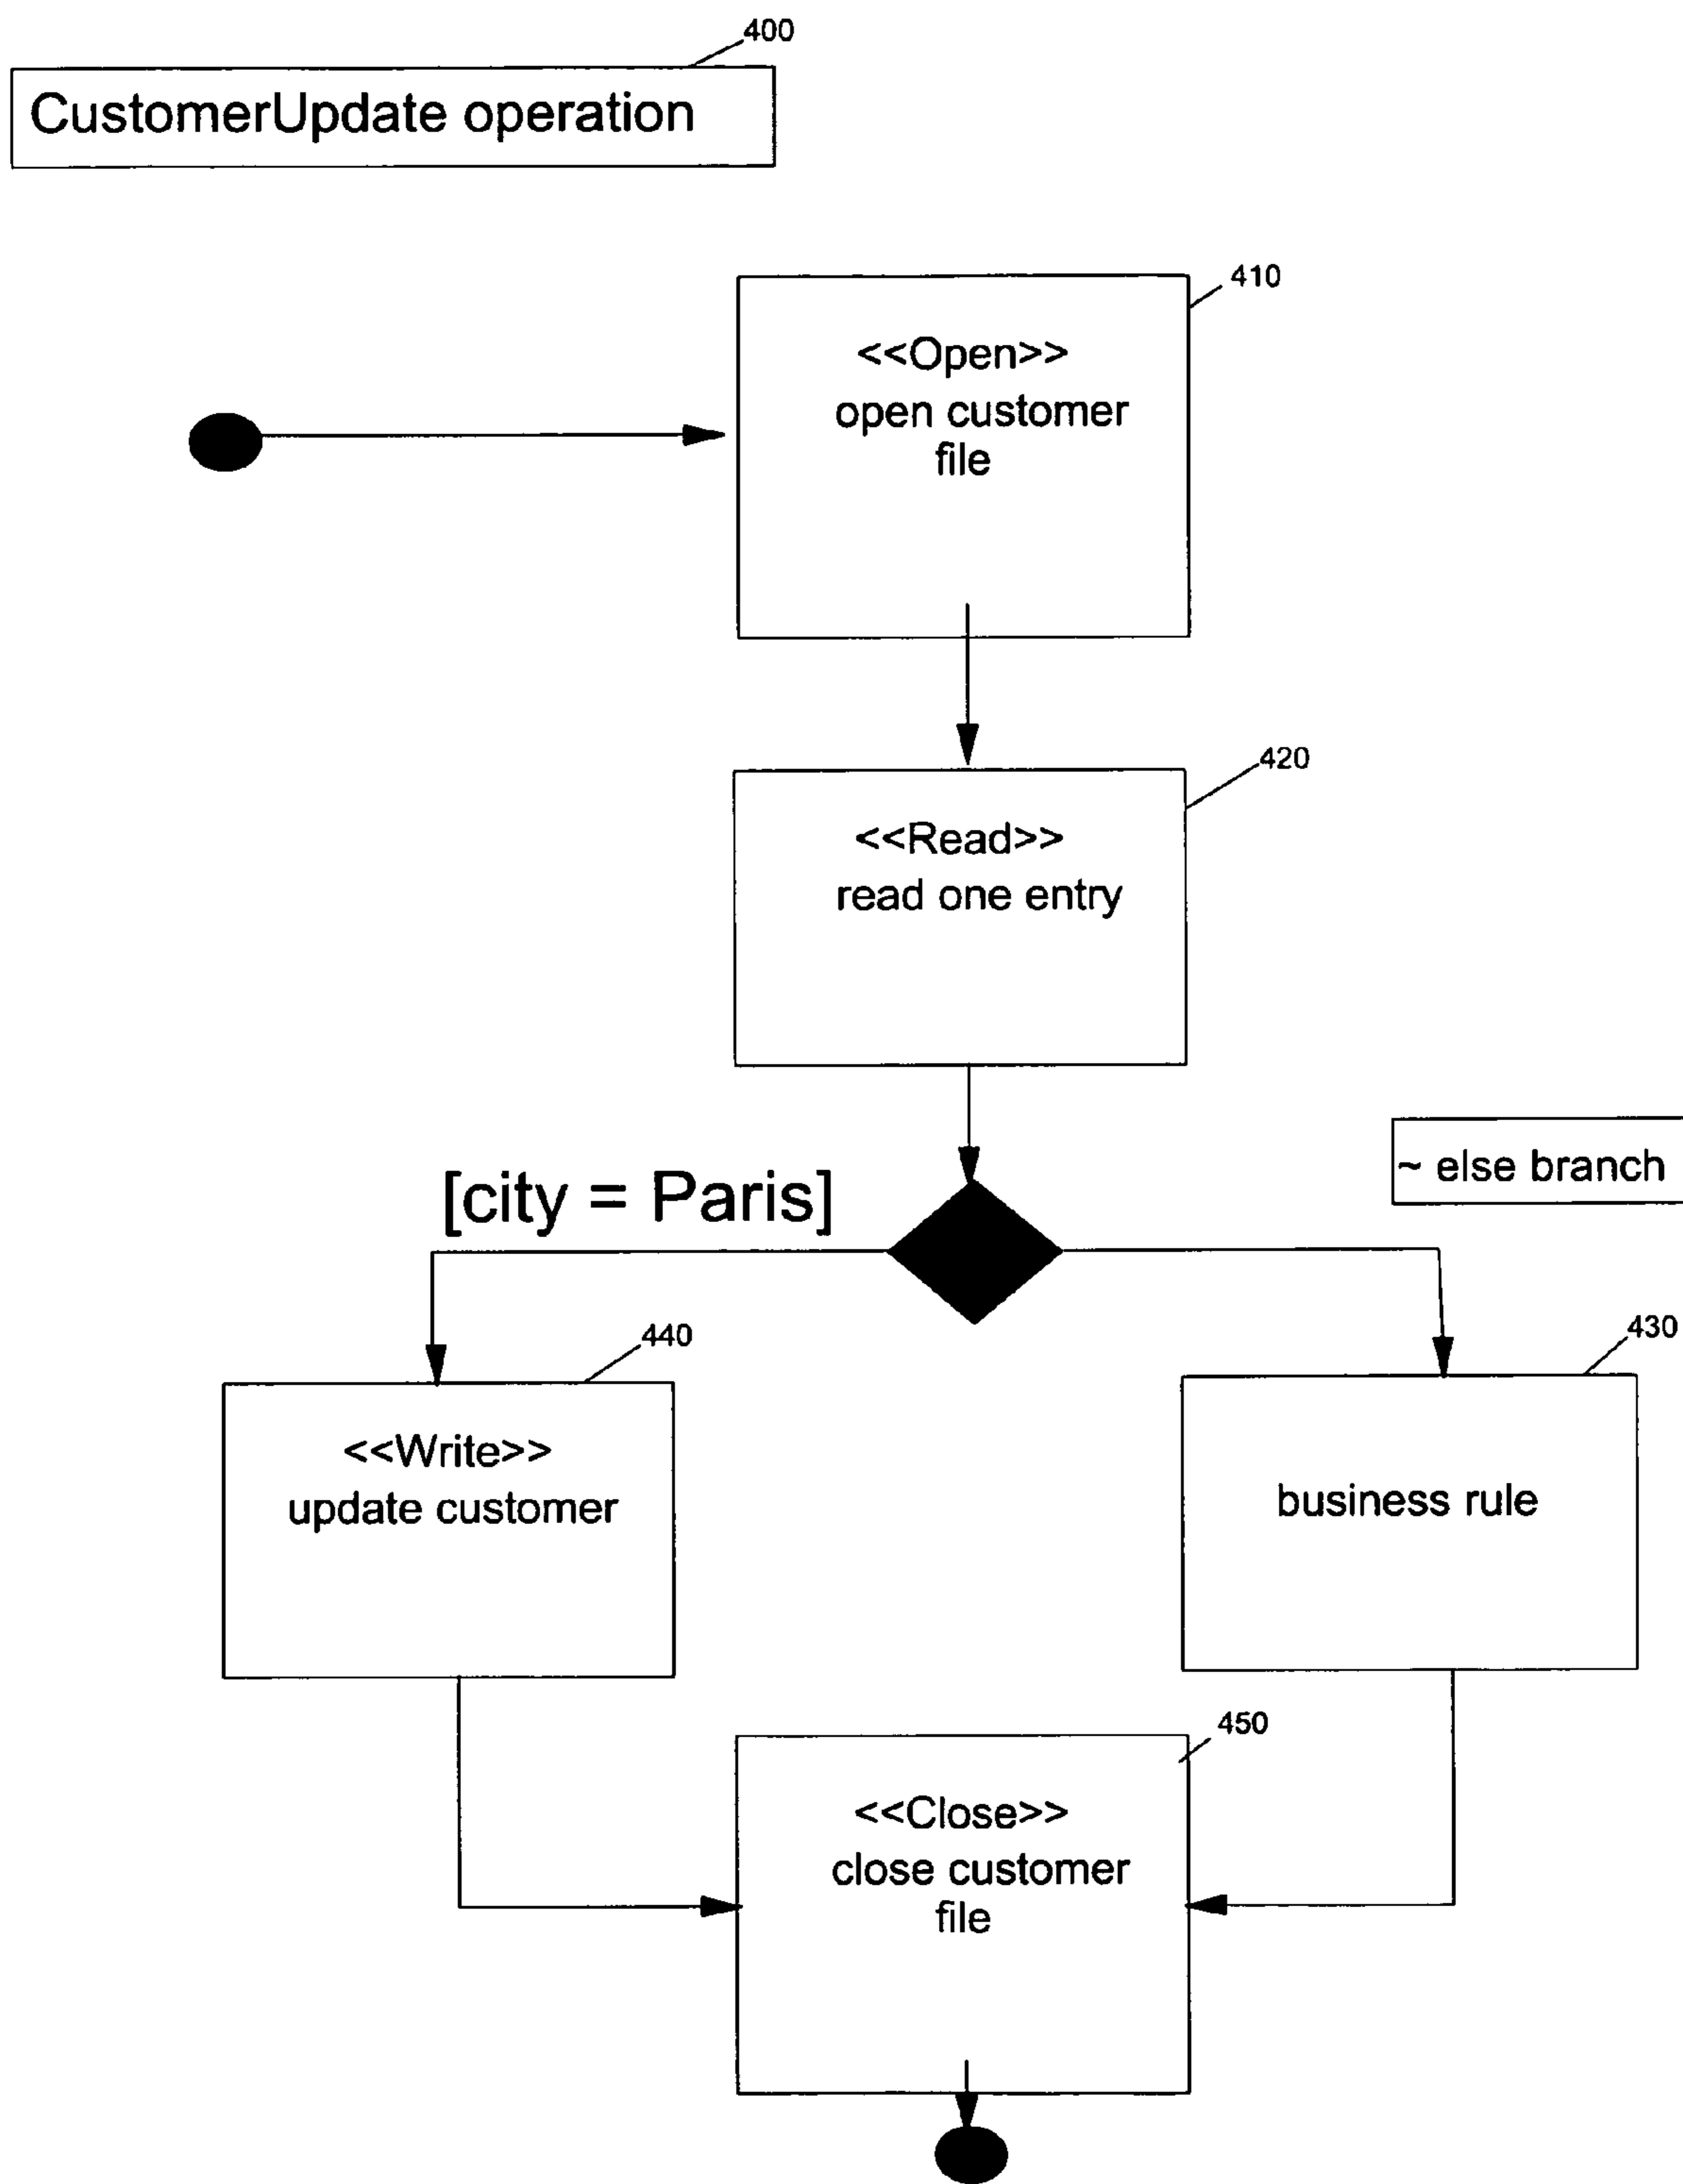 400
CustomerUpdate operation
410
<<Open>>
open customer
file
420
<<Read>>
read one entry
~ else branch
[city = Paris]
440
430
<<Write>>
update customer
business rule
450
<<Close>>
close customer
file